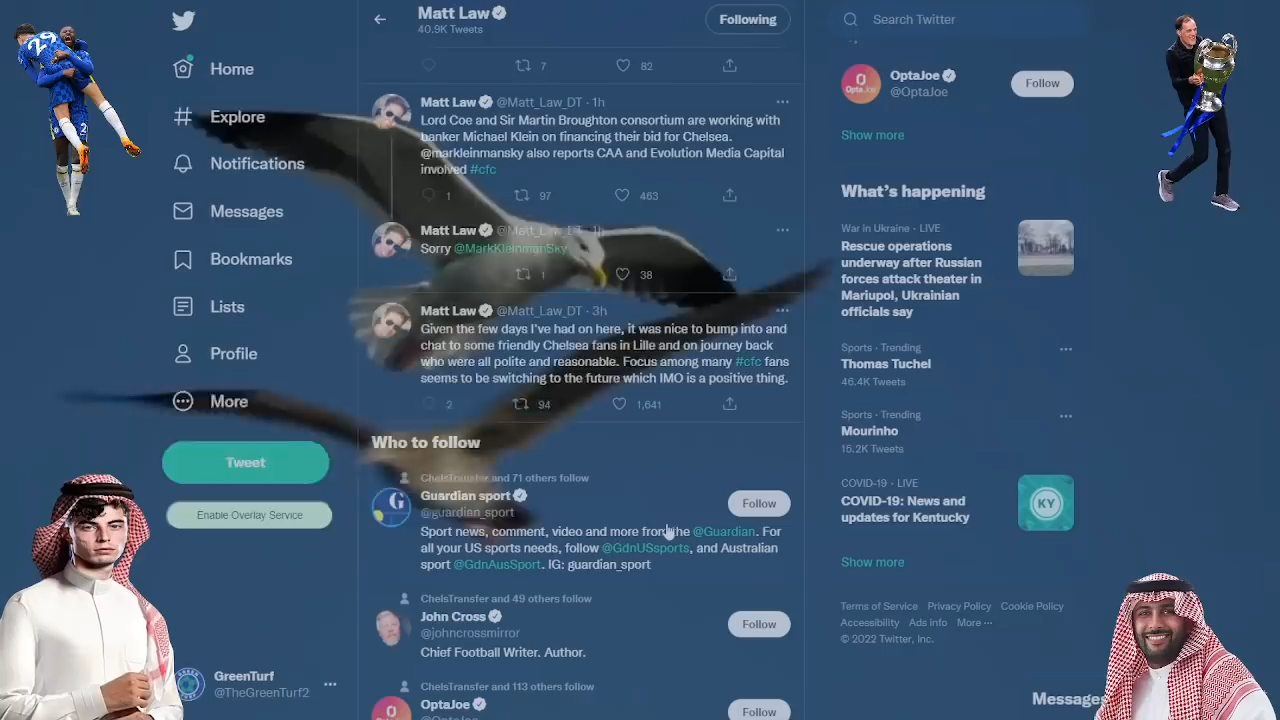 Home
Explore
Notifications
Messages
Bookmarks
Lists
Profile
More
Tweet
Enable Overlay Service
GreenTurf
@TheGreenTurf2
Matt Law
40.9K Tweets
Following
7
82
Matt Law @Matt_Law_DT · 1h
Lord Coe and Sir Martin Broughton consortium are working with
banker Michael Klein on financing their bid for Chelsea.
@markleinmansky also reports CAA and Evolution Media Capital
involved #cfc
1
97
463
Matt Law @Matt_Law_DT · 1h
Sorry @MarkKleinmanSky
1
38
Matt Law @Matt_Law_DT · 3h
Given the few days I've had on here, it was nice to bump into and
chat to some friendly Chelsea fans in Lille and on journey back
who were all polite and reasonable. Focus among many #cfc fans
seems to be switching to the future which IMO is a positive thing.
2
94
1,641
Who to follow
ChelsTransfer and 71 others follow
Guardian sport
@guardian_sport
Follow
Sport news, comment, video and more from the @Guardian. For
all your US sports needs, follow @GdnUSsports, and Australian
sport @GdnAusSport. IG: guardian_sport
ChelsTransfer and 49 others follow
John Cross
@johncrossmirror
Follow
Chief Football Writer. Author.
ChelsTransfer and 113 others follow
OptaJoe
Follow
Search Twitter
OptaJoe
@OptaJoe
Follow
Show more
What's happening
War in Ukraine · LIVE
Rescue operations
underway after Russian
forces attack theater in
Mariupol, Ukrainian
officials say
Sports · Trending
Thomas Tuchel
46.4K Tweets
Sports · Trending
Mourinho
15.2K Tweets
COVID-19 · LIVE
COVID-19: News and
updates for Kentucky
KY
Show more
Terms of Service Privacy Policy Cookie Policy
Accessibility Ads info More ···
© 2022 Twitter, Inc.
Messages